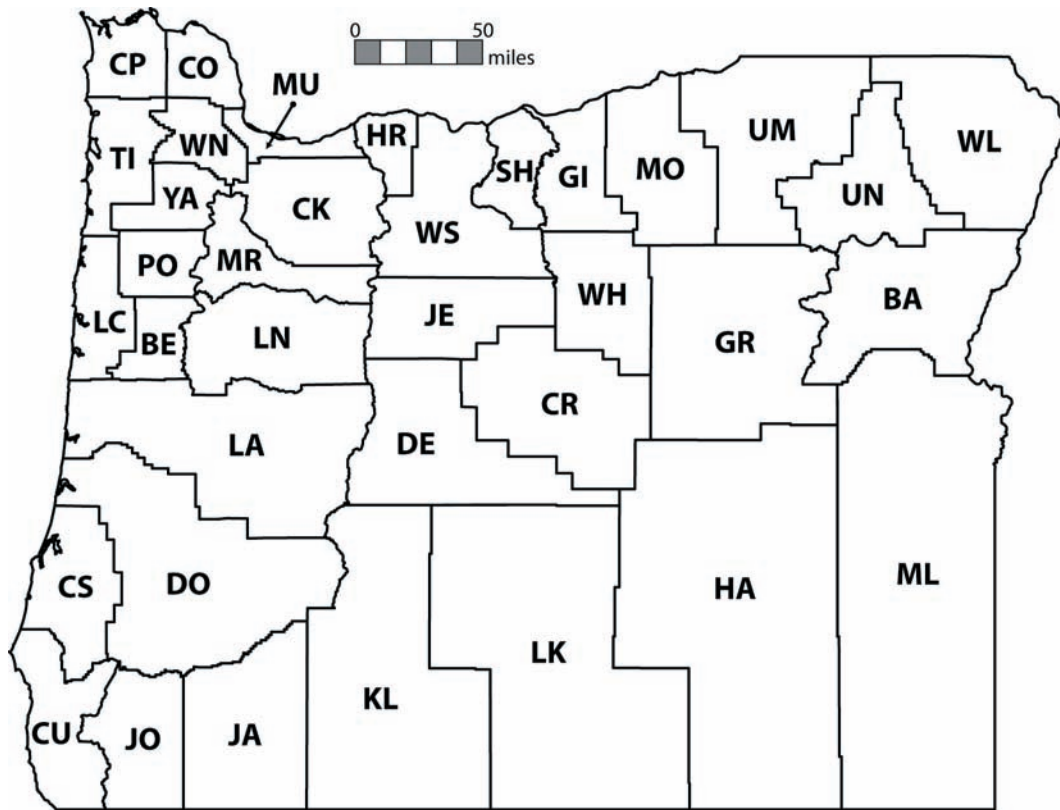 0 50
miles
CP CO
MU
TI WN HR SH GI MO UM UN WL
YA CK WS
PO MR
LC BE LN JE WH GR BA
LA DE CR
CS DO HA ML
LK
CU JO JA KL